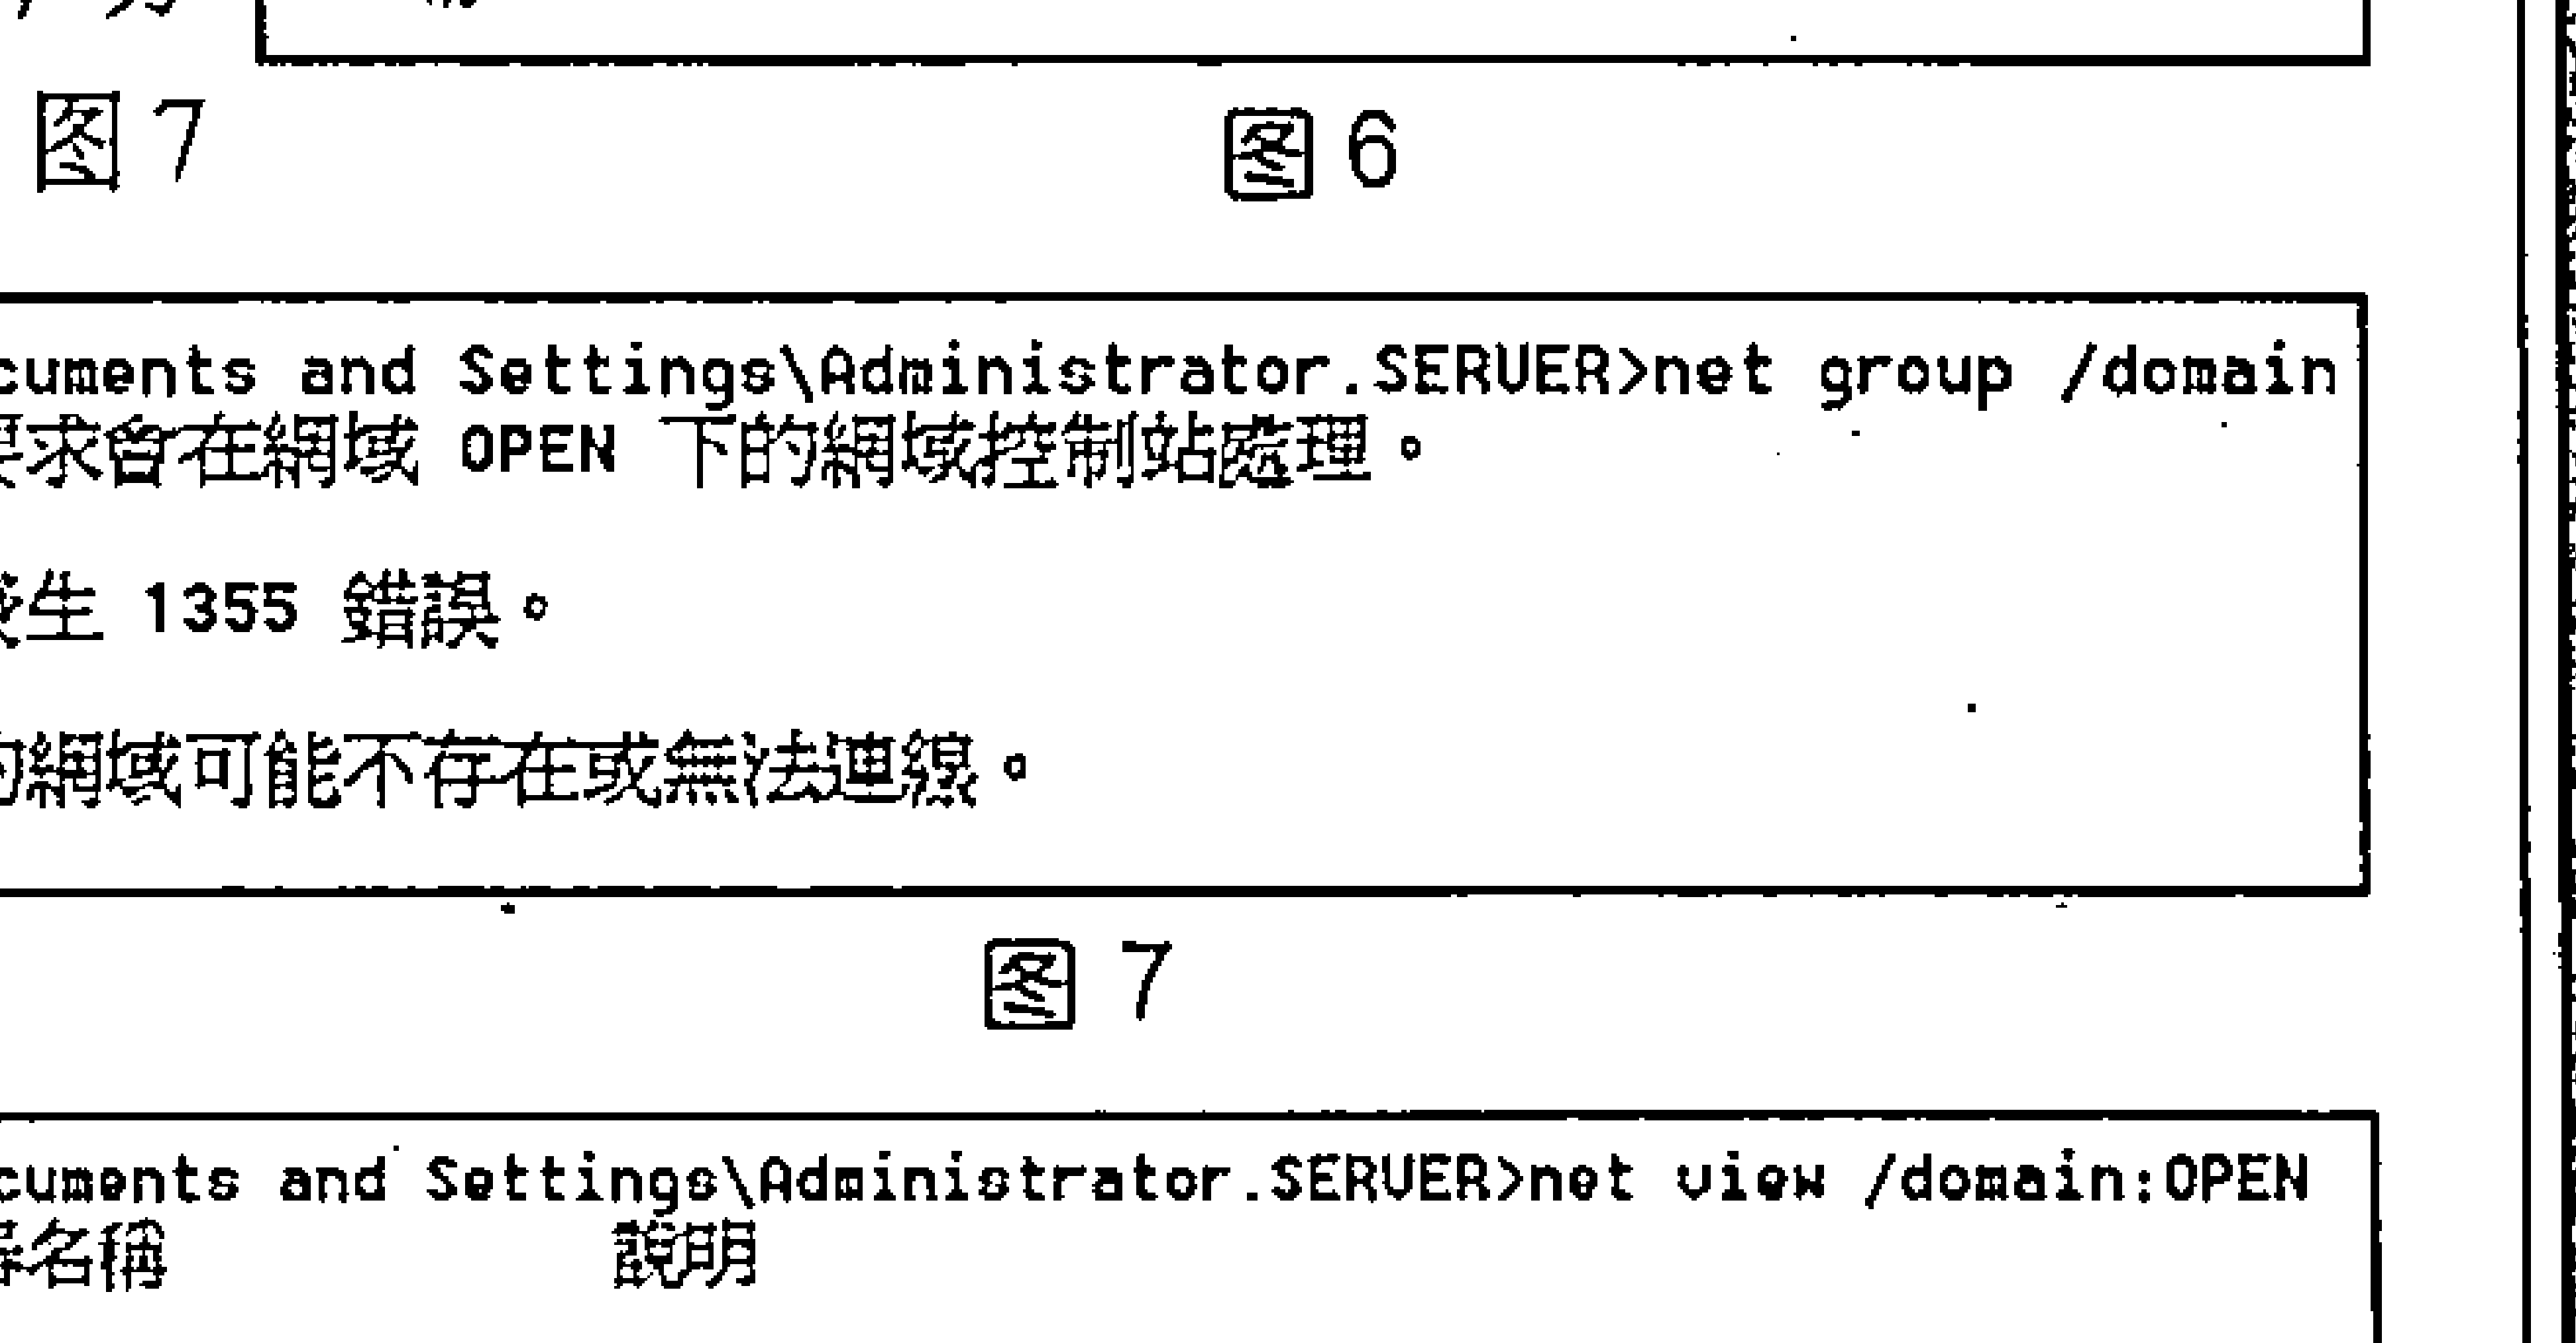 图 7
图 6
cuments and Settings\Administrator.SERVER>net group /domain
要求會在網域 OPEN 下的網域控制站處理。
發生 1355 錯誤。
的網域可能不存在或無法連線。
图 7
cuments and Settings\Administrator.SERVER>net view /domain:OPEN
名稱 說明